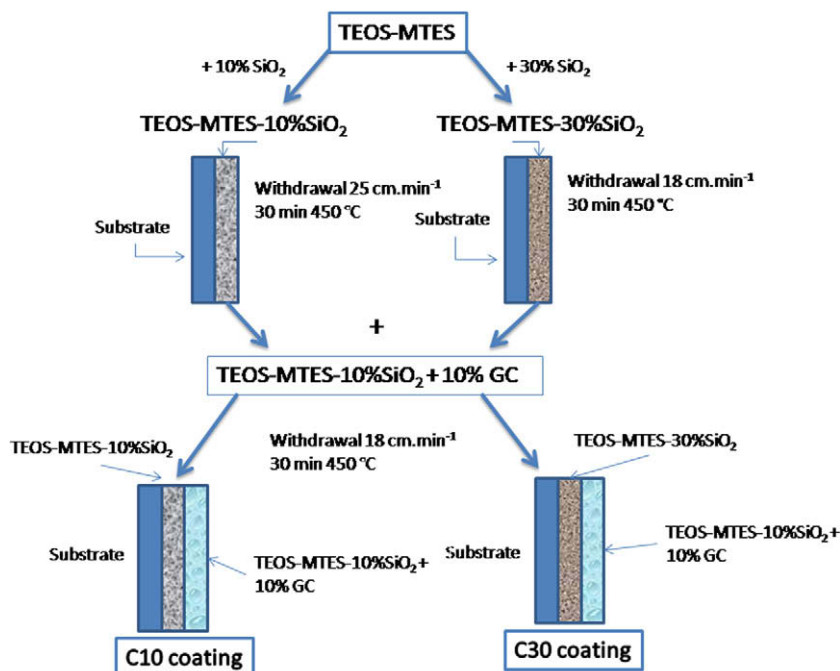 TEOS-MTES
+ 10% SiO₂
+ 30% SiO₂
TEOS-MTES-10%SiO₂
TEOS-MTES-30%SiO₂
Withdrawal 25 cm.min⁻¹
30 min 450 °C
Substrate
Withdrawal 18 cm.min⁻¹
30 min 450 °C
Substrate
+
TEOS-MTES-10%SiO₂ + 10% GC
TEOS-MTES-10%SiO₂
Withdrawal 18 cm.min⁻¹
30 min 450 °C
TEOS-MTES-30%SiO₂
Substrate
TEOS-MTES-10%SiO₂ +
10% GC
Substrate
TEOS-MTES-10%SiO₂ +
10% GC
C10 coating
C30 coating